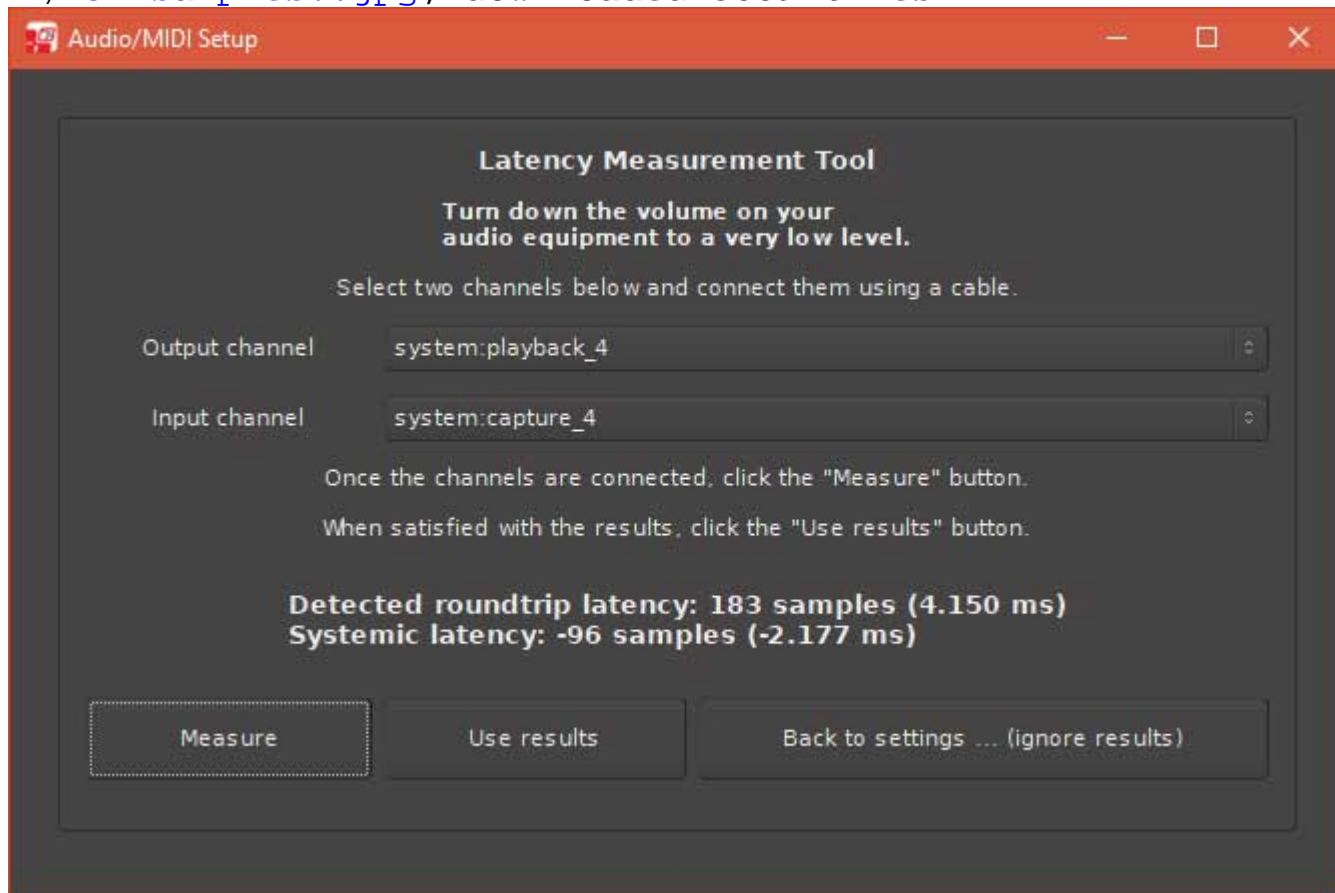 Audio/MIDI Setup
Latency Measurement Tool
Turn down the volume on your
audio equipment to a very low level.
Select two channels below and connect them using a cable.
Output channel system:playback_4
Input channel system:capture_4
Once the channels are connected, click the "Measure" button.
When satisfied with the results, click the "Use results" button.
Detected roundtrip latency: 183 samples (4.150 ms)
Systemic latency: -96 samples (-2.177 ms)
Measure Use results Back to settings ... (ignore results)